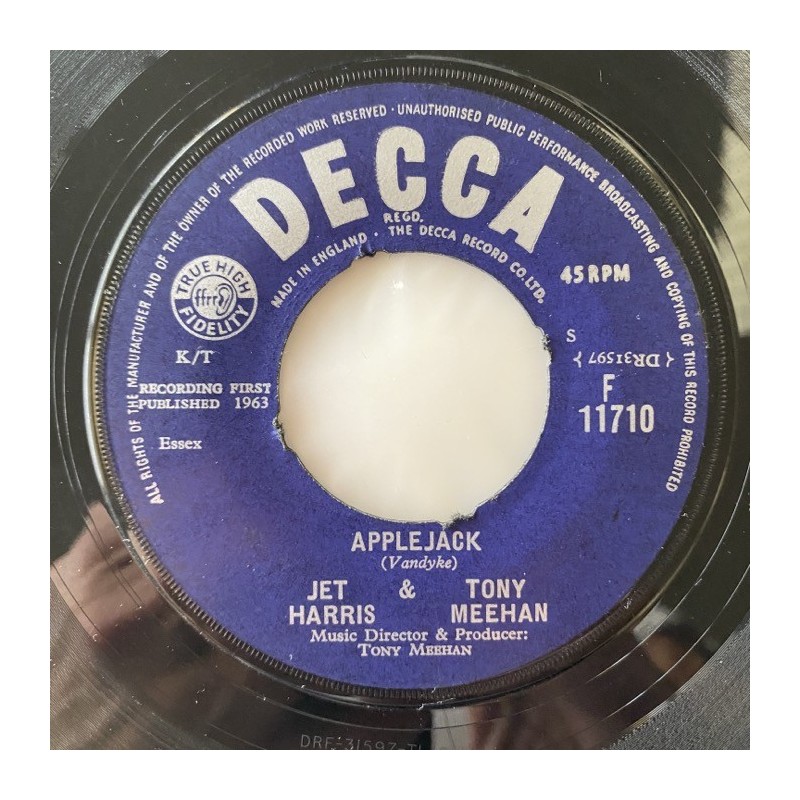 ALL RIGHTS OF THE MANUFACTURER AND OF THE OWNER OF THE RECORDED WORK RESERVED · UNAUTHORISED PUBLIC PERFORMANCE BROADCASTING AND COPYING OF THIS RECORD PROHIBITED
DECCA
REGD.
MADE IN ENGLAND · THE DECCA RECORD CO. LTD.
TRUE HIGH
ffrr
FIDELITY
45 RPM
S
{ DR31597 }
F
11710
K/T
RECORDING FIRST
PUBLISHED 1963
Essex
APPLEJACK
(Vandyke)
JET & TONY
HARRIS MEEHAN
Music Director & Producer:
TONY MEEHAN